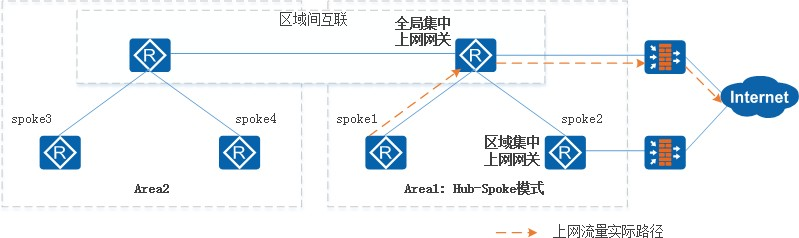 区域间互联
全局集中
上网网关
R
R
spoke3
spoke4
spoke1
spoke2
R
R
R
R
区域集中
上网网关
Internet
Area2
Area1: Hub-Spoke模式
上网流量实际路径